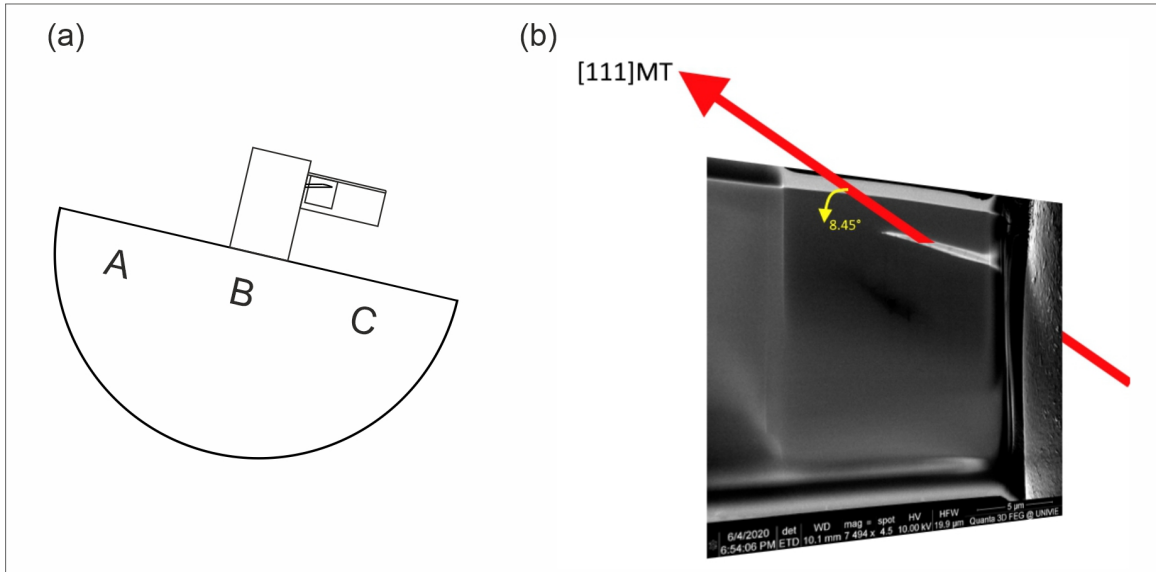 (a)
(b)
[111]MT
A
B
C
8.45°
6/4/2020
6:54:06 PM
det
ETD
WD
10.1 mm
mag =
7 494 x
spot
4.5
HV
10.00 kV
HFW
19.9 µm
5 µm
Quanta 3D FEG @ UNIVIE